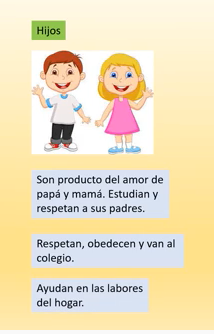 Hijos
Son producto del amor de
papá y mamá. Estudian y
respetan a sus padres.
Respetan, obedecen y van al
colegio.
Ayudan en las labores
del hogar.